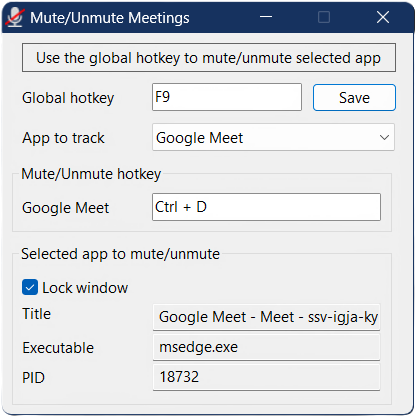 Mute/Unmute Meetings
Use the global hotkey to mute/unmute selected app
Global hotkey F9 Save
App to track Google Meet
Mute/Unmute hotkey
Google Meet Ctrl + D
Selected app to mute/unmute
Lock window
Title Google Meet - Meet - ssv-igja-ky
Executable msedge.exe
PID 18732